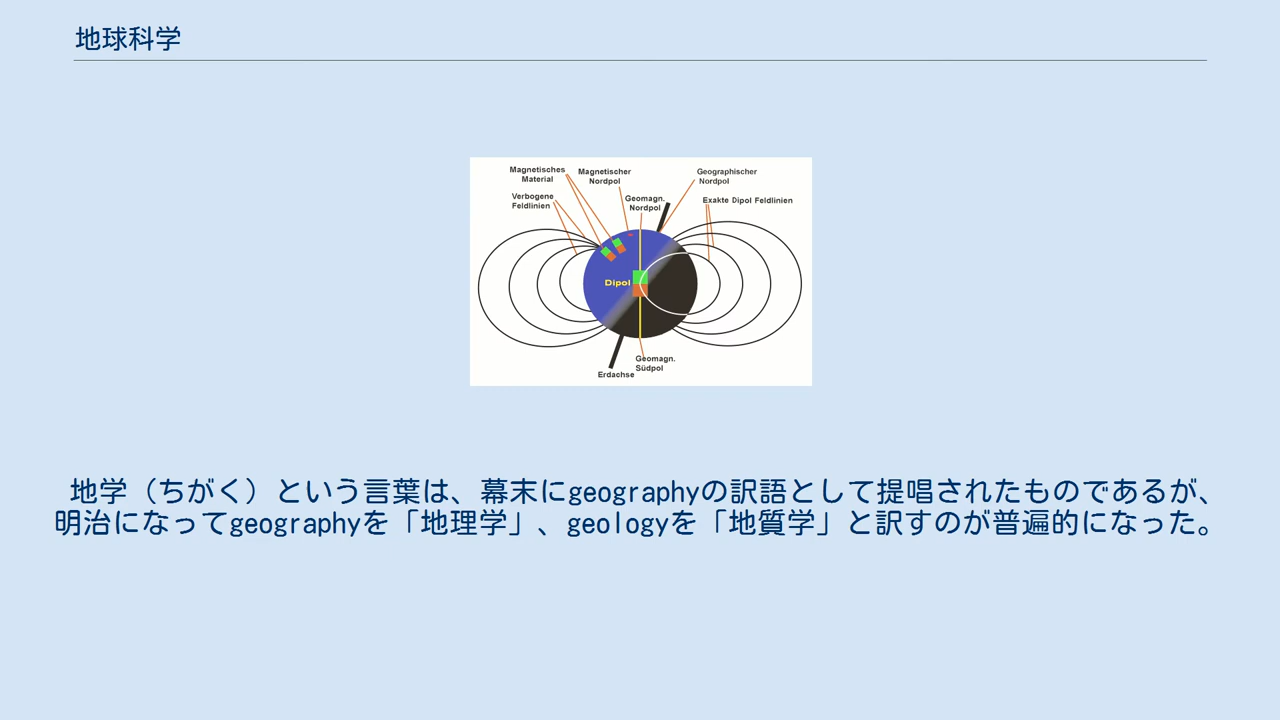 地球科学
Magnetisches
Material
Magnetischer
Nordpol
Geographischer
Nordpol
Verbogene
Feldlinien
Geomagn.
Nordpol
Exakte Dipol Feldlinien
Dipol
Geomagn.
Südpol
Erdachse
地学（ちがく）という言葉は、幕末にgeographyの訳語として提唱されたものであるが、
明治になってgeographyを「地理学」、geologyを「地質学」と訳すのが普遍的になった。